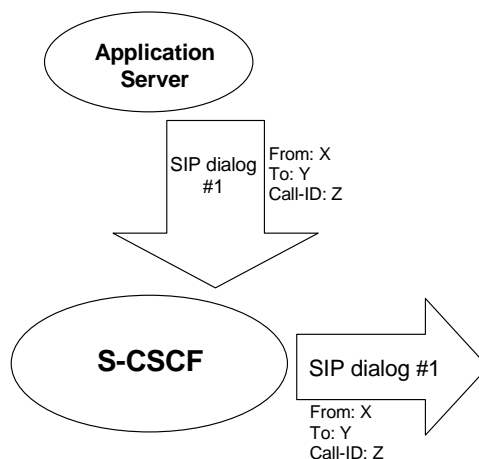 Application
Server
SIP dialog
#1
From: X
To: Y
Call-ID: Z
S-CSCF
SIP dialog #1
From: X
To: Y
Call-ID: Z